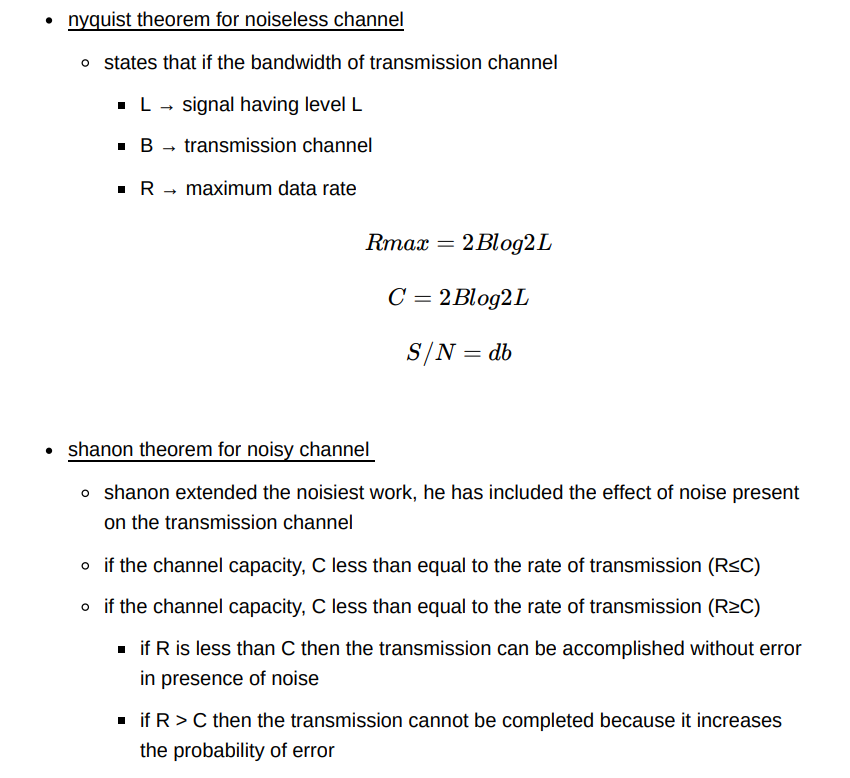 nyquist theorem for noiseless channel
states that if the bandwidth of transmission channel
L → signal having level L
B → transmission channel
R → maximum data rate
Rmax = 2Blog2L
C = 2Blog2L
S/N = db
shanon theorem for noisy channel
shanon extended the noisiest work, he has included the effect of noise present
on the transmission channel
if the channel capacity, C less than equal to the rate of transmission (R≤C)
if the channel capacity, C less than equal to the rate of transmission (R≥C)
if R is less than C then the transmission can be accomplished without error
in presence of noise
if R > C then the transmission cannot be completed because it increases
the probability of error